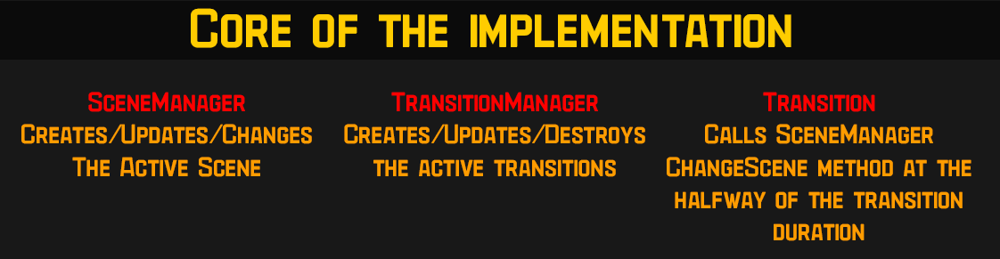 Core of the implementation
SceneManager
Creates/Updates/Changes
The Active Scene
TransitionManager
Creates/Updates/Destroys
the active transitions
Transition
Calls SceneManager
ChangeScene method at the
halfway of the transition
duration